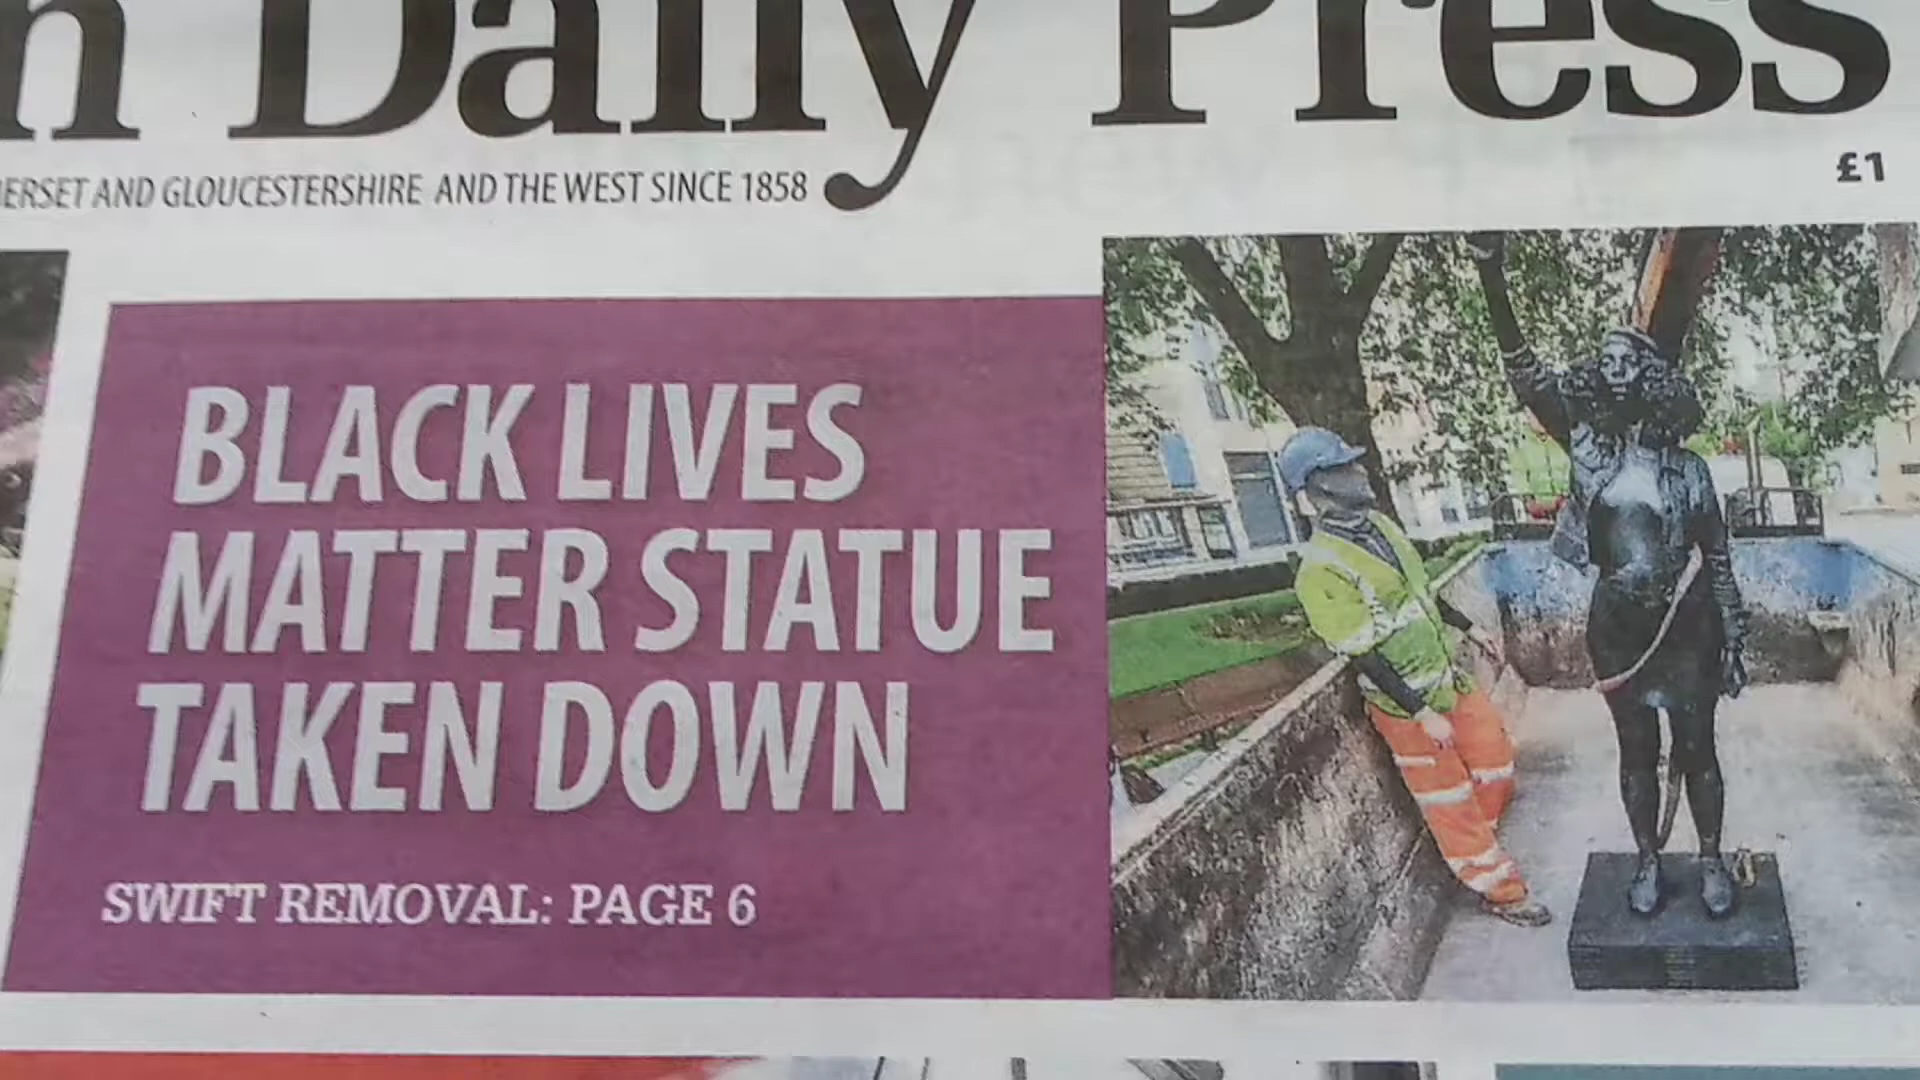 n Daily Press
ERSET AND GLOUCESTERSHIRE AND THE WEST SINCE 1858
£1
BLACK LIVES
MATTER STATUE
TAKEN DOWN
SWIFT REMOVAL: PAGE 6